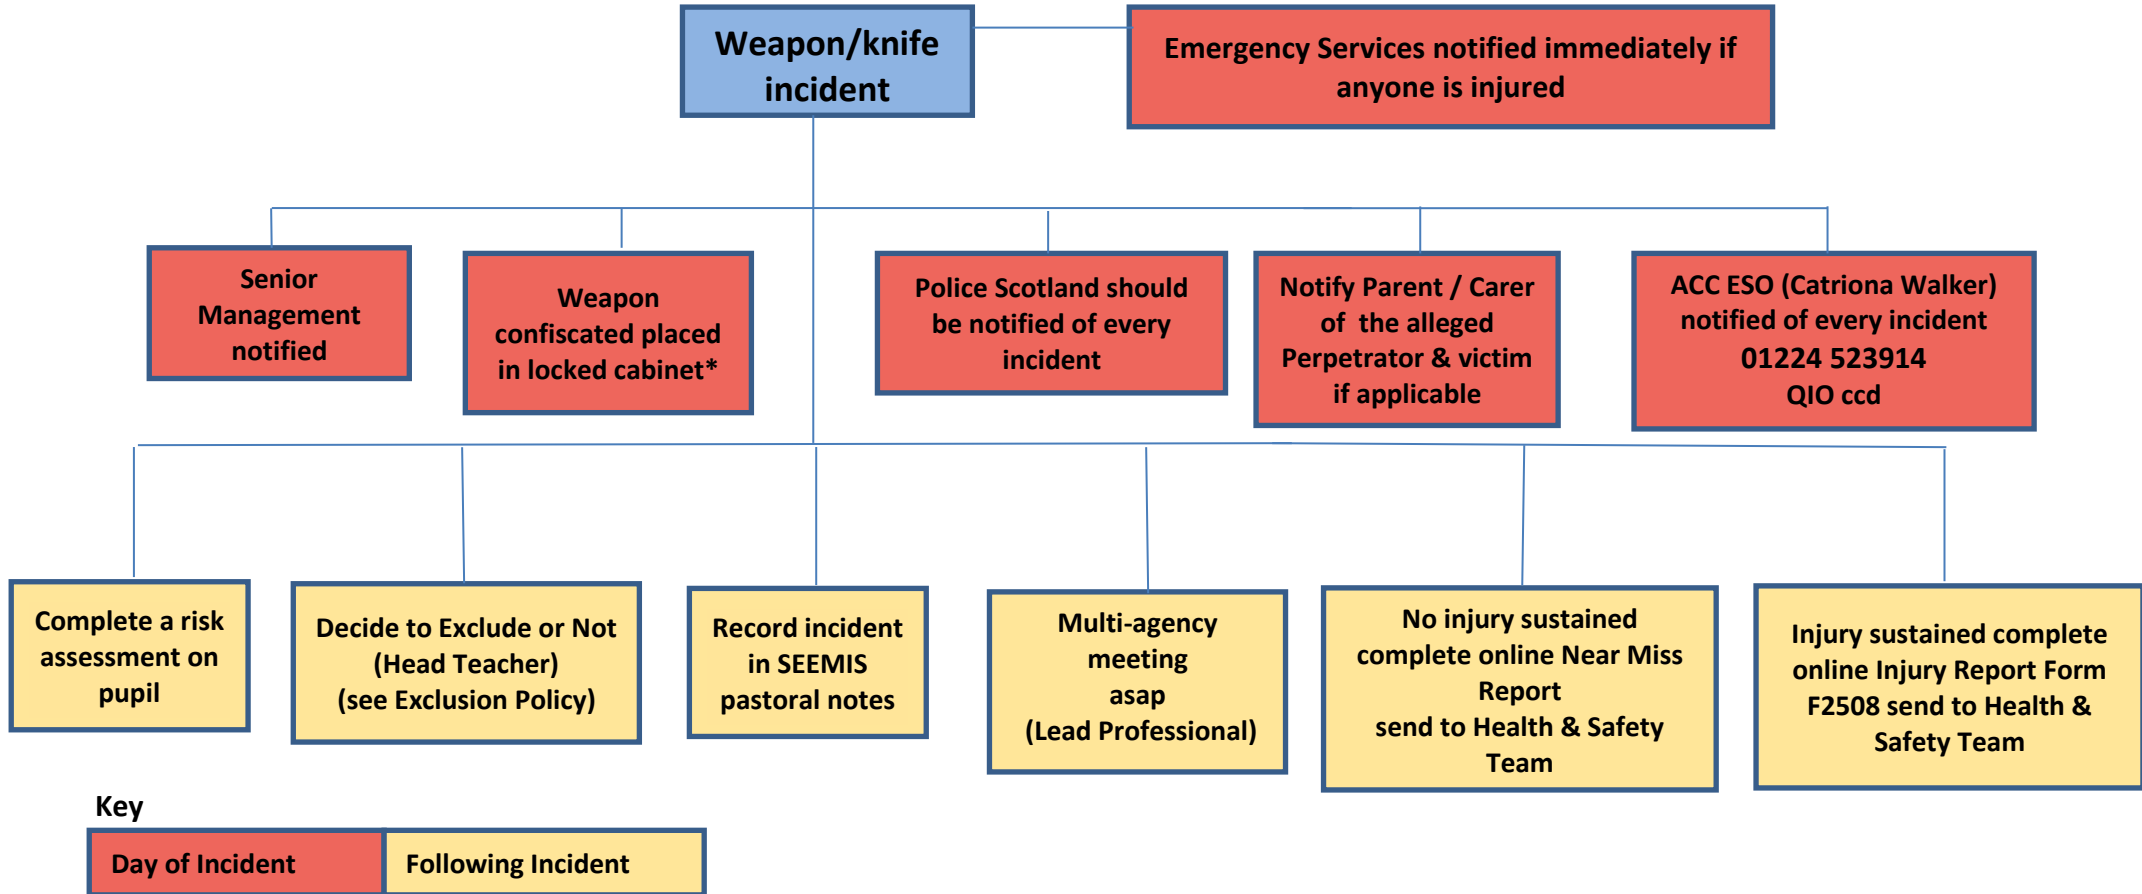 Weapon/knife
incident
Emergency Services notified immediately if
anyone is injured
Senior
Management
notified
Weapon
confiscated placed
in locked cabinet*
Police Scotland should
be notified of every
incident
Notify Parent / Carer
of the alleged
Perpetrator & victim
if applicable
ACC ESO (Catriona Walker)
notified of every incident
01224 523914
QIO ccd
Complete a risk
assessment on
pupil
Decide to Exclude or Not
(Head Teacher)
(see Exclusion Policy)
Record incident
in SEEMIS
pastoral notes
Multi-agency
meeting
asap
(Lead Professional)
No injury sustained
complete online Near Miss
Report
send to Health & Safety
Team
Injury sustained complete
online Injury Report Form
F2508 send to Health &
Safety Team
Key
Day of Incident
Following Incident